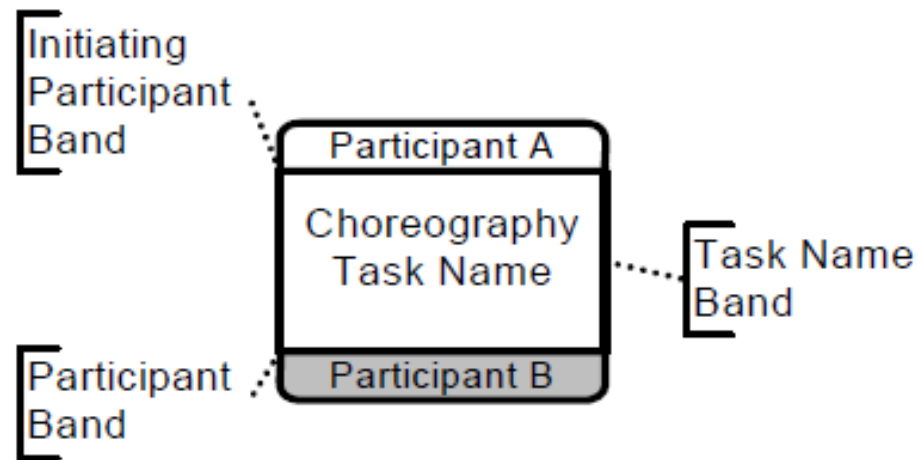 Initiating
Participant
Band
Participant A
Choreography
Task Name
Task Name
Band
Participant B
Participant
Band